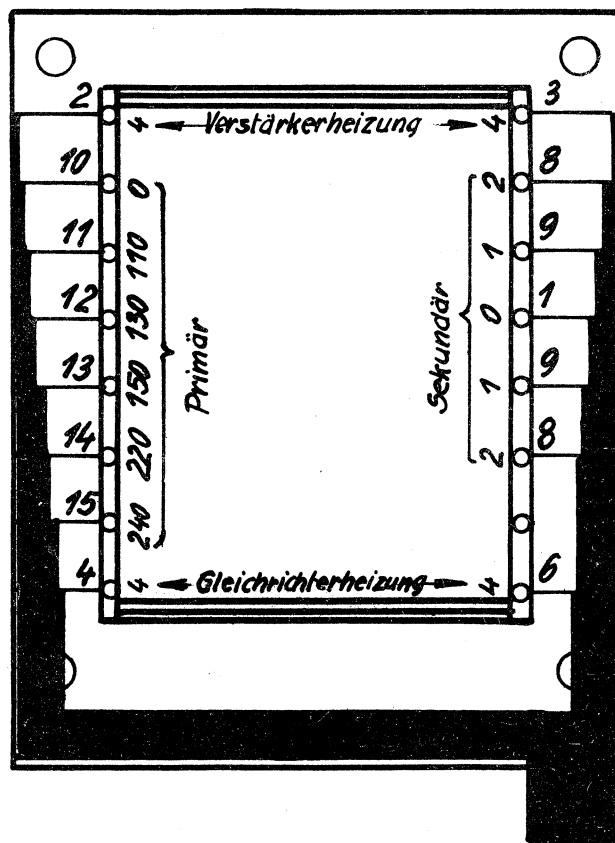 2 3
4 Verstärkerheizung 4
10 0 2 8
11 110 1 9
12 130 0 1
Primär Sekundär
13 150 1 9
14 220 2 8
15 240
4 4 Gleichrichterheizung 4 6